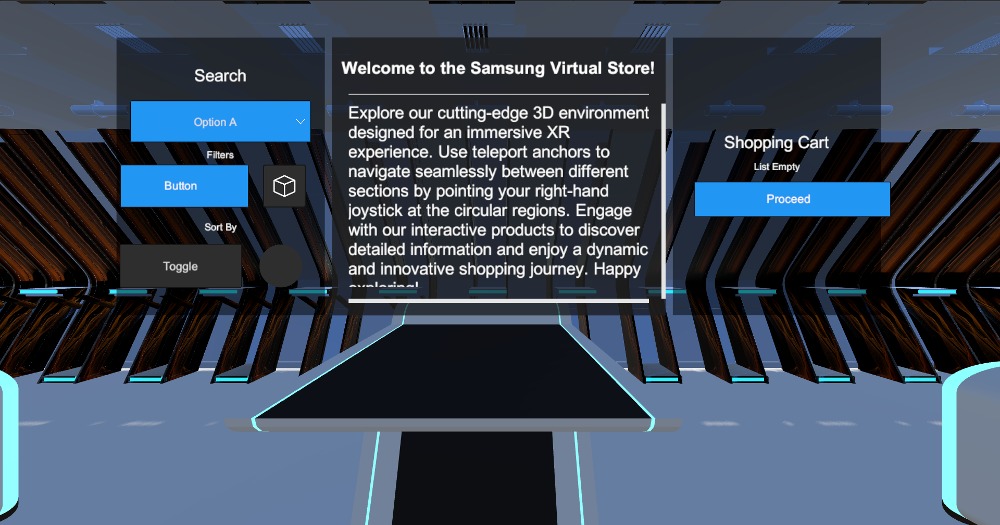 Search
Option A
Filters
Button
Sort By
Toggle
Welcome to the Samsung Virtual Store!
Explore our cutting-edge 3D environment
designed for an immersive XR
experience. Use teleport anchors to
navigate seamlessly between different
sections by pointing your right-hand
joystick at the circular regions. Engage
with our interactive products to discover
detailed information and enjoy a dynamic
and innovative shopping journey. Happy
exploring!
Shopping Cart
List Empty
Proceed